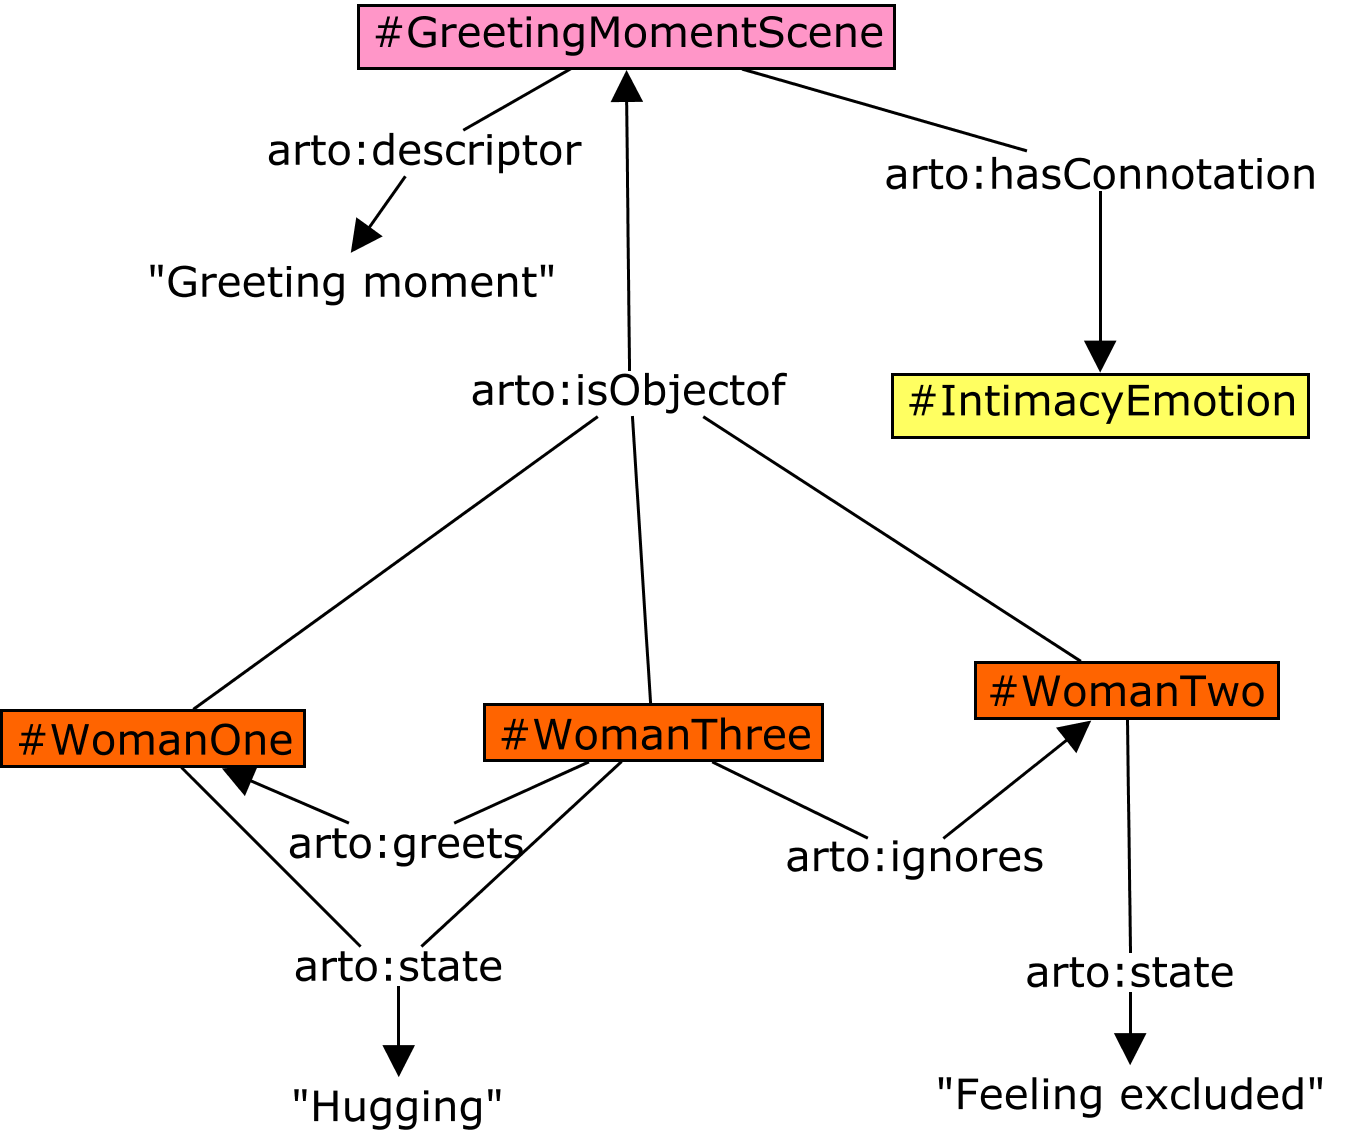 #GreetingMomentScene
arto:descriptor
arto:hasConnotation
"Greeting moment"
arto:isObjectof
#IntimacyEmotion
#WomanOne
#WomanThree
#WomanTwo
arto:greets
arto:ignores
arto:state
arto:state
"Hugging"
"Feeling excluded"